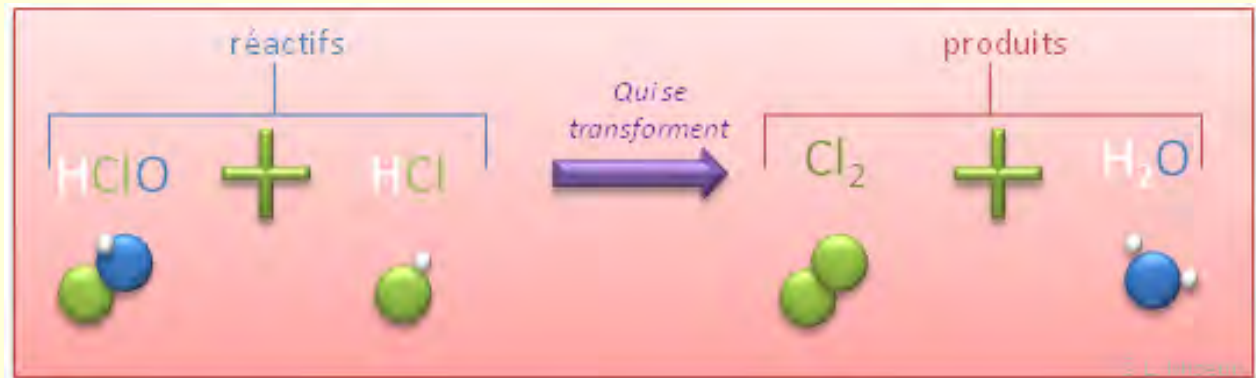 réactifs
produits
Qui se
transforment
HClO + HCl Cl₂ + H₂O